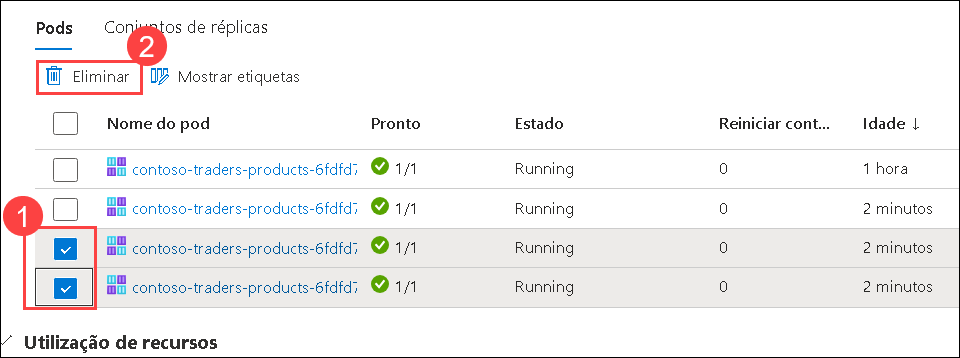 Pods Conjuntos de réplicas
2
Eliminar Mostrar etiquetas
Nome do pod Pronto Estado Reiniciar cont... Idade ↓
contoso-traders-products-6fdfd7 1/1 Running 0 1 hora
contoso-traders-products-6fdfd7 1/1 Running 0 2 minutos
1
contoso-traders-products-6fdfd7 1/1 Running 0 2 minutos
contoso-traders-products-6fdfd7 1/1 Running 0 2 minutos
Utilização de recursos